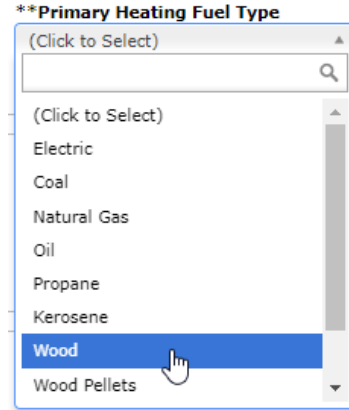 **Primary Heating Fuel Type
(Click to Select)
(Click to Select)
Electric
Coal
Natural Gas
Oil
Propane
Kerosene
Wood
Wood Pellets